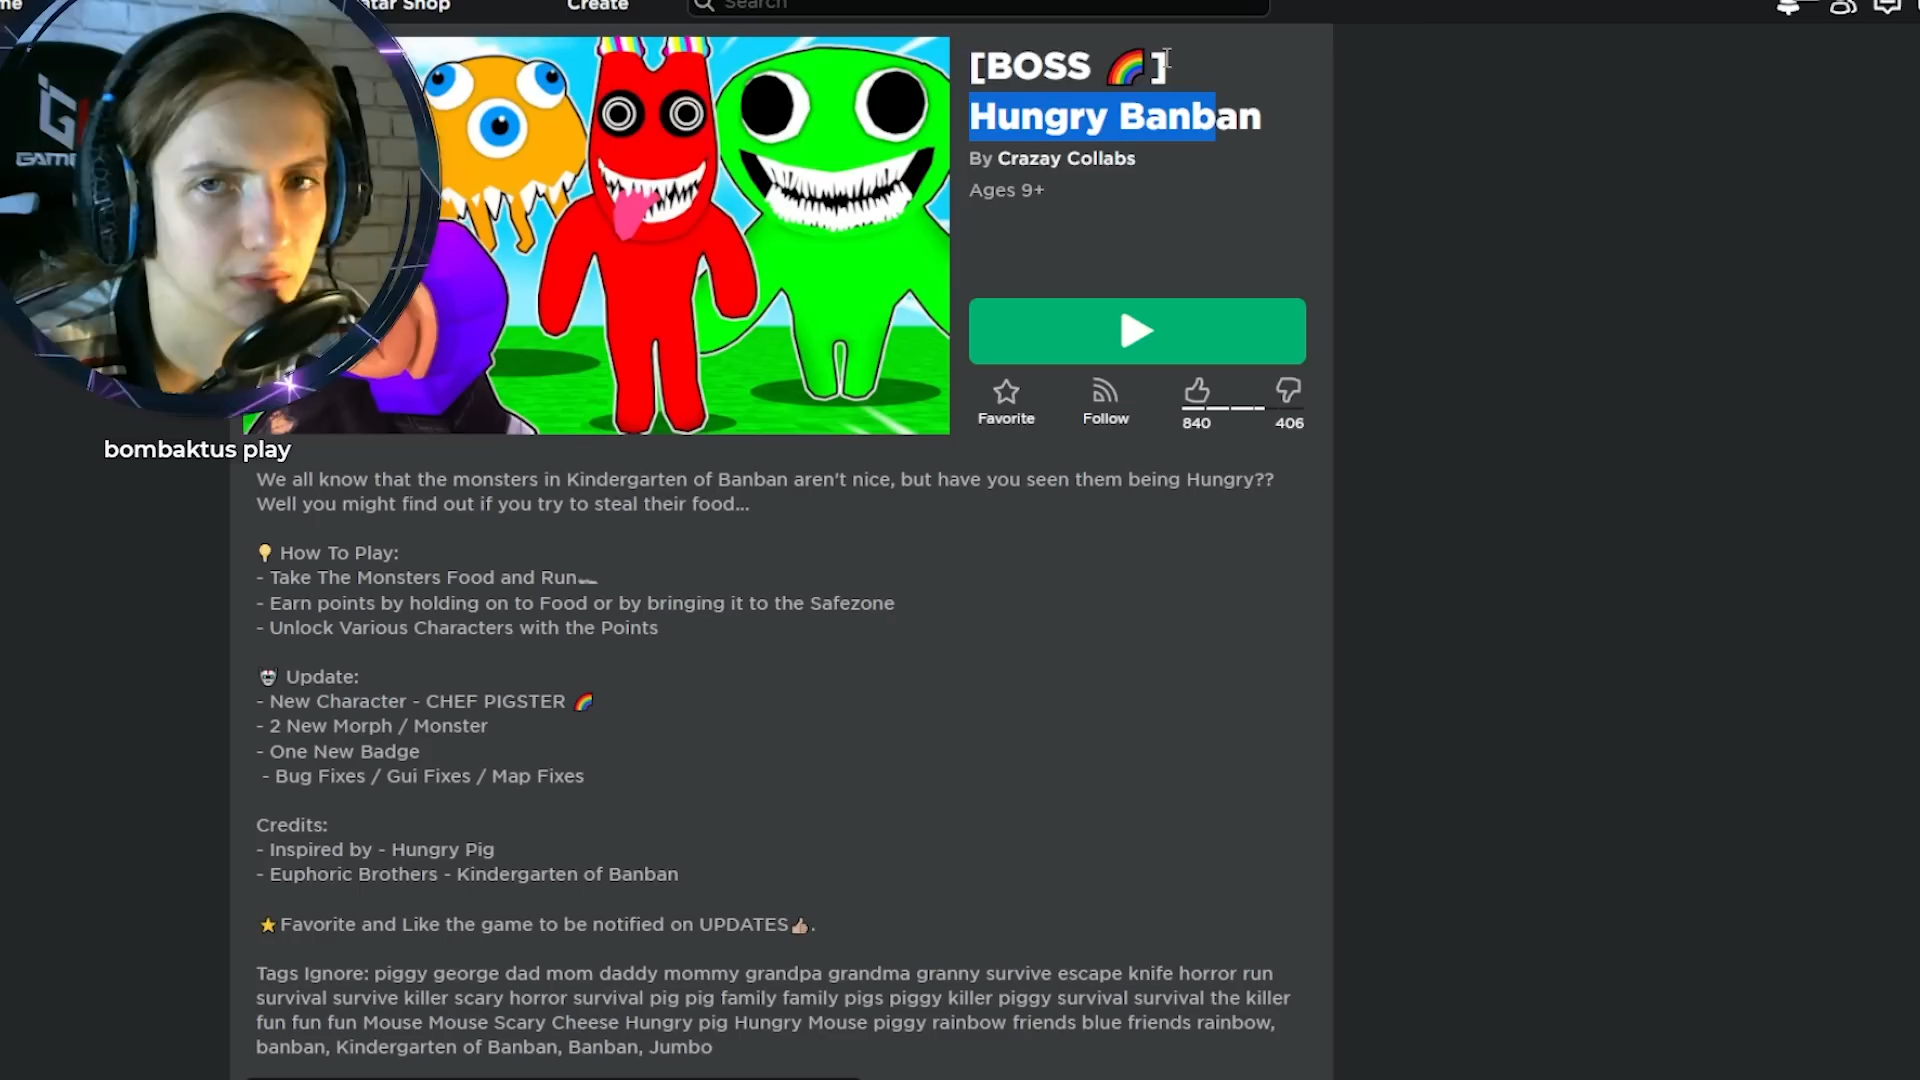 Create
Search
[BOSS 🌈]
Hungry Banban
By Crazay Collabs
Ages 9+
Favorite
Follow
840
406
bombaktus play
We all know that the monsters in Kindergarten of Banban aren't nice, but have you seen them being Hungry??
Well you might find out if you try to steal their food...
How To Play:
- Take The Monsters Food and Run
- Earn points by holding on to Food or by bringing it to the Safezone
- Unlock Various Characters with the Points
Update:
- New Character - CHEF PIGSTER 🌈
- 2 New Morph / Monster
- One New Badge
- Bug Fixes / Gui Fixes / Map Fixes
Credits:
- Inspired by - Hungry Pig
- Euphoric Brothers - Kindergarten of Banban
⭐Favorite and Like the game to be notified on UPDATES👍.
Tags Ignore: piggy george dad mom daddy mommy grandpa grandma granny survive escape knife horror run
survival survive killer scary horror survival pig pig family family pigs piggy killer piggy survival survival the killer
fun fun fun Mouse Mouse Scary Cheese Hungry pig Hungry Mouse piggy rainbow friends blue friends rainbow,
banban, Kindergarten of Banban, Banban, Jumbo